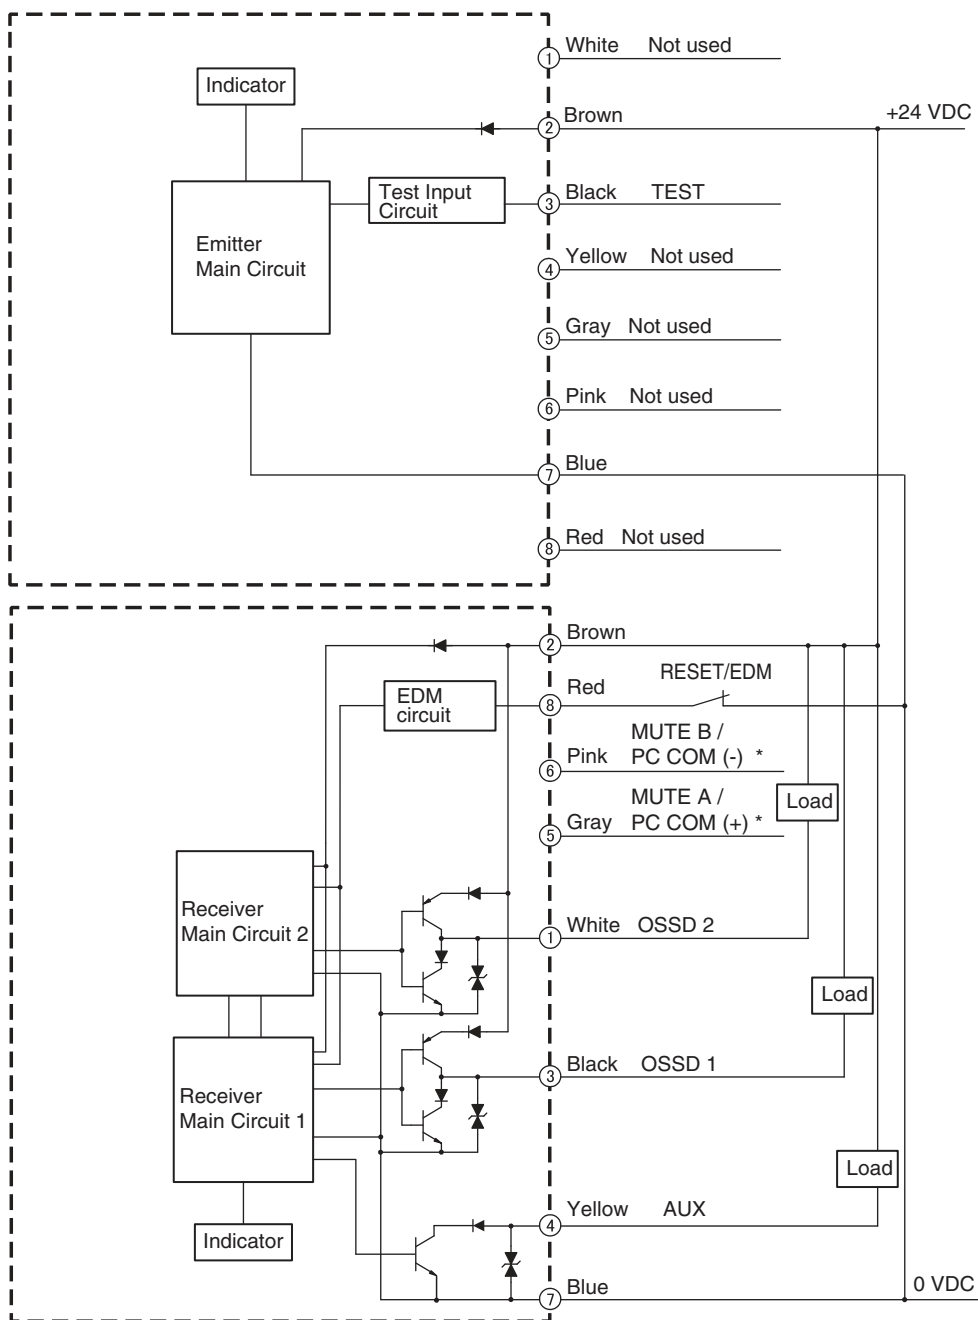 1 White Not used
Indicator
2 Brown +24 VDC
Test Input
Circuit
3 Black TEST
Emitter
Main Circuit
4 Yellow Not used
5 Gray Not used
6 Pink Not used
7 Blue
8 Red Not used
2 Brown
EDM
circuit
8 Red RESET/EDM
6 Pink MUTE B /
PC COM (-) *
5 Gray MUTE A /
PC COM (+) *
Load
Receiver
Main Circuit 2
1 White OSSD 2
Load
Receiver
Main Circuit 1
3 Black OSSD 1
Load
4 Yellow AUX
Indicator
7 Blue 0 VDC